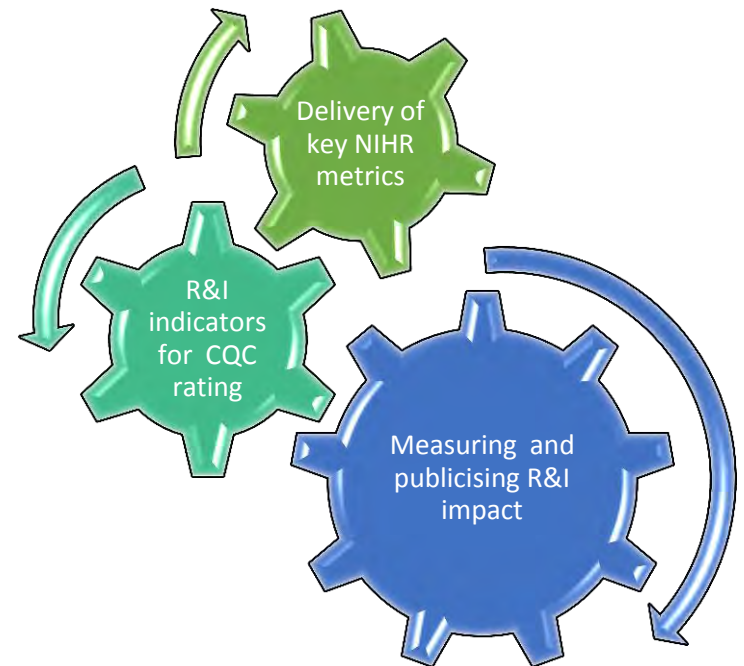 Delivery of
key NIHR
metrics
R&I
indicators
for CQC
rating
Measuring and
publicising R&I
impact